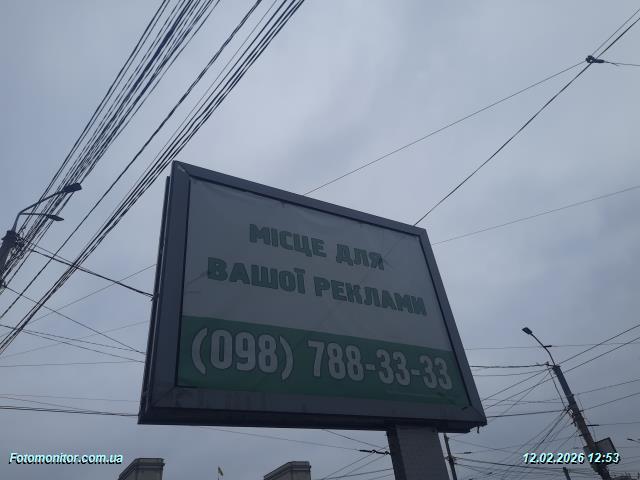 МІСЦЕ ДЛЯ
ВАШОЇ РЕКЛАМИ
(098) 788-33-33
Fotomonitor.com.ua
12.02.2026 12:53